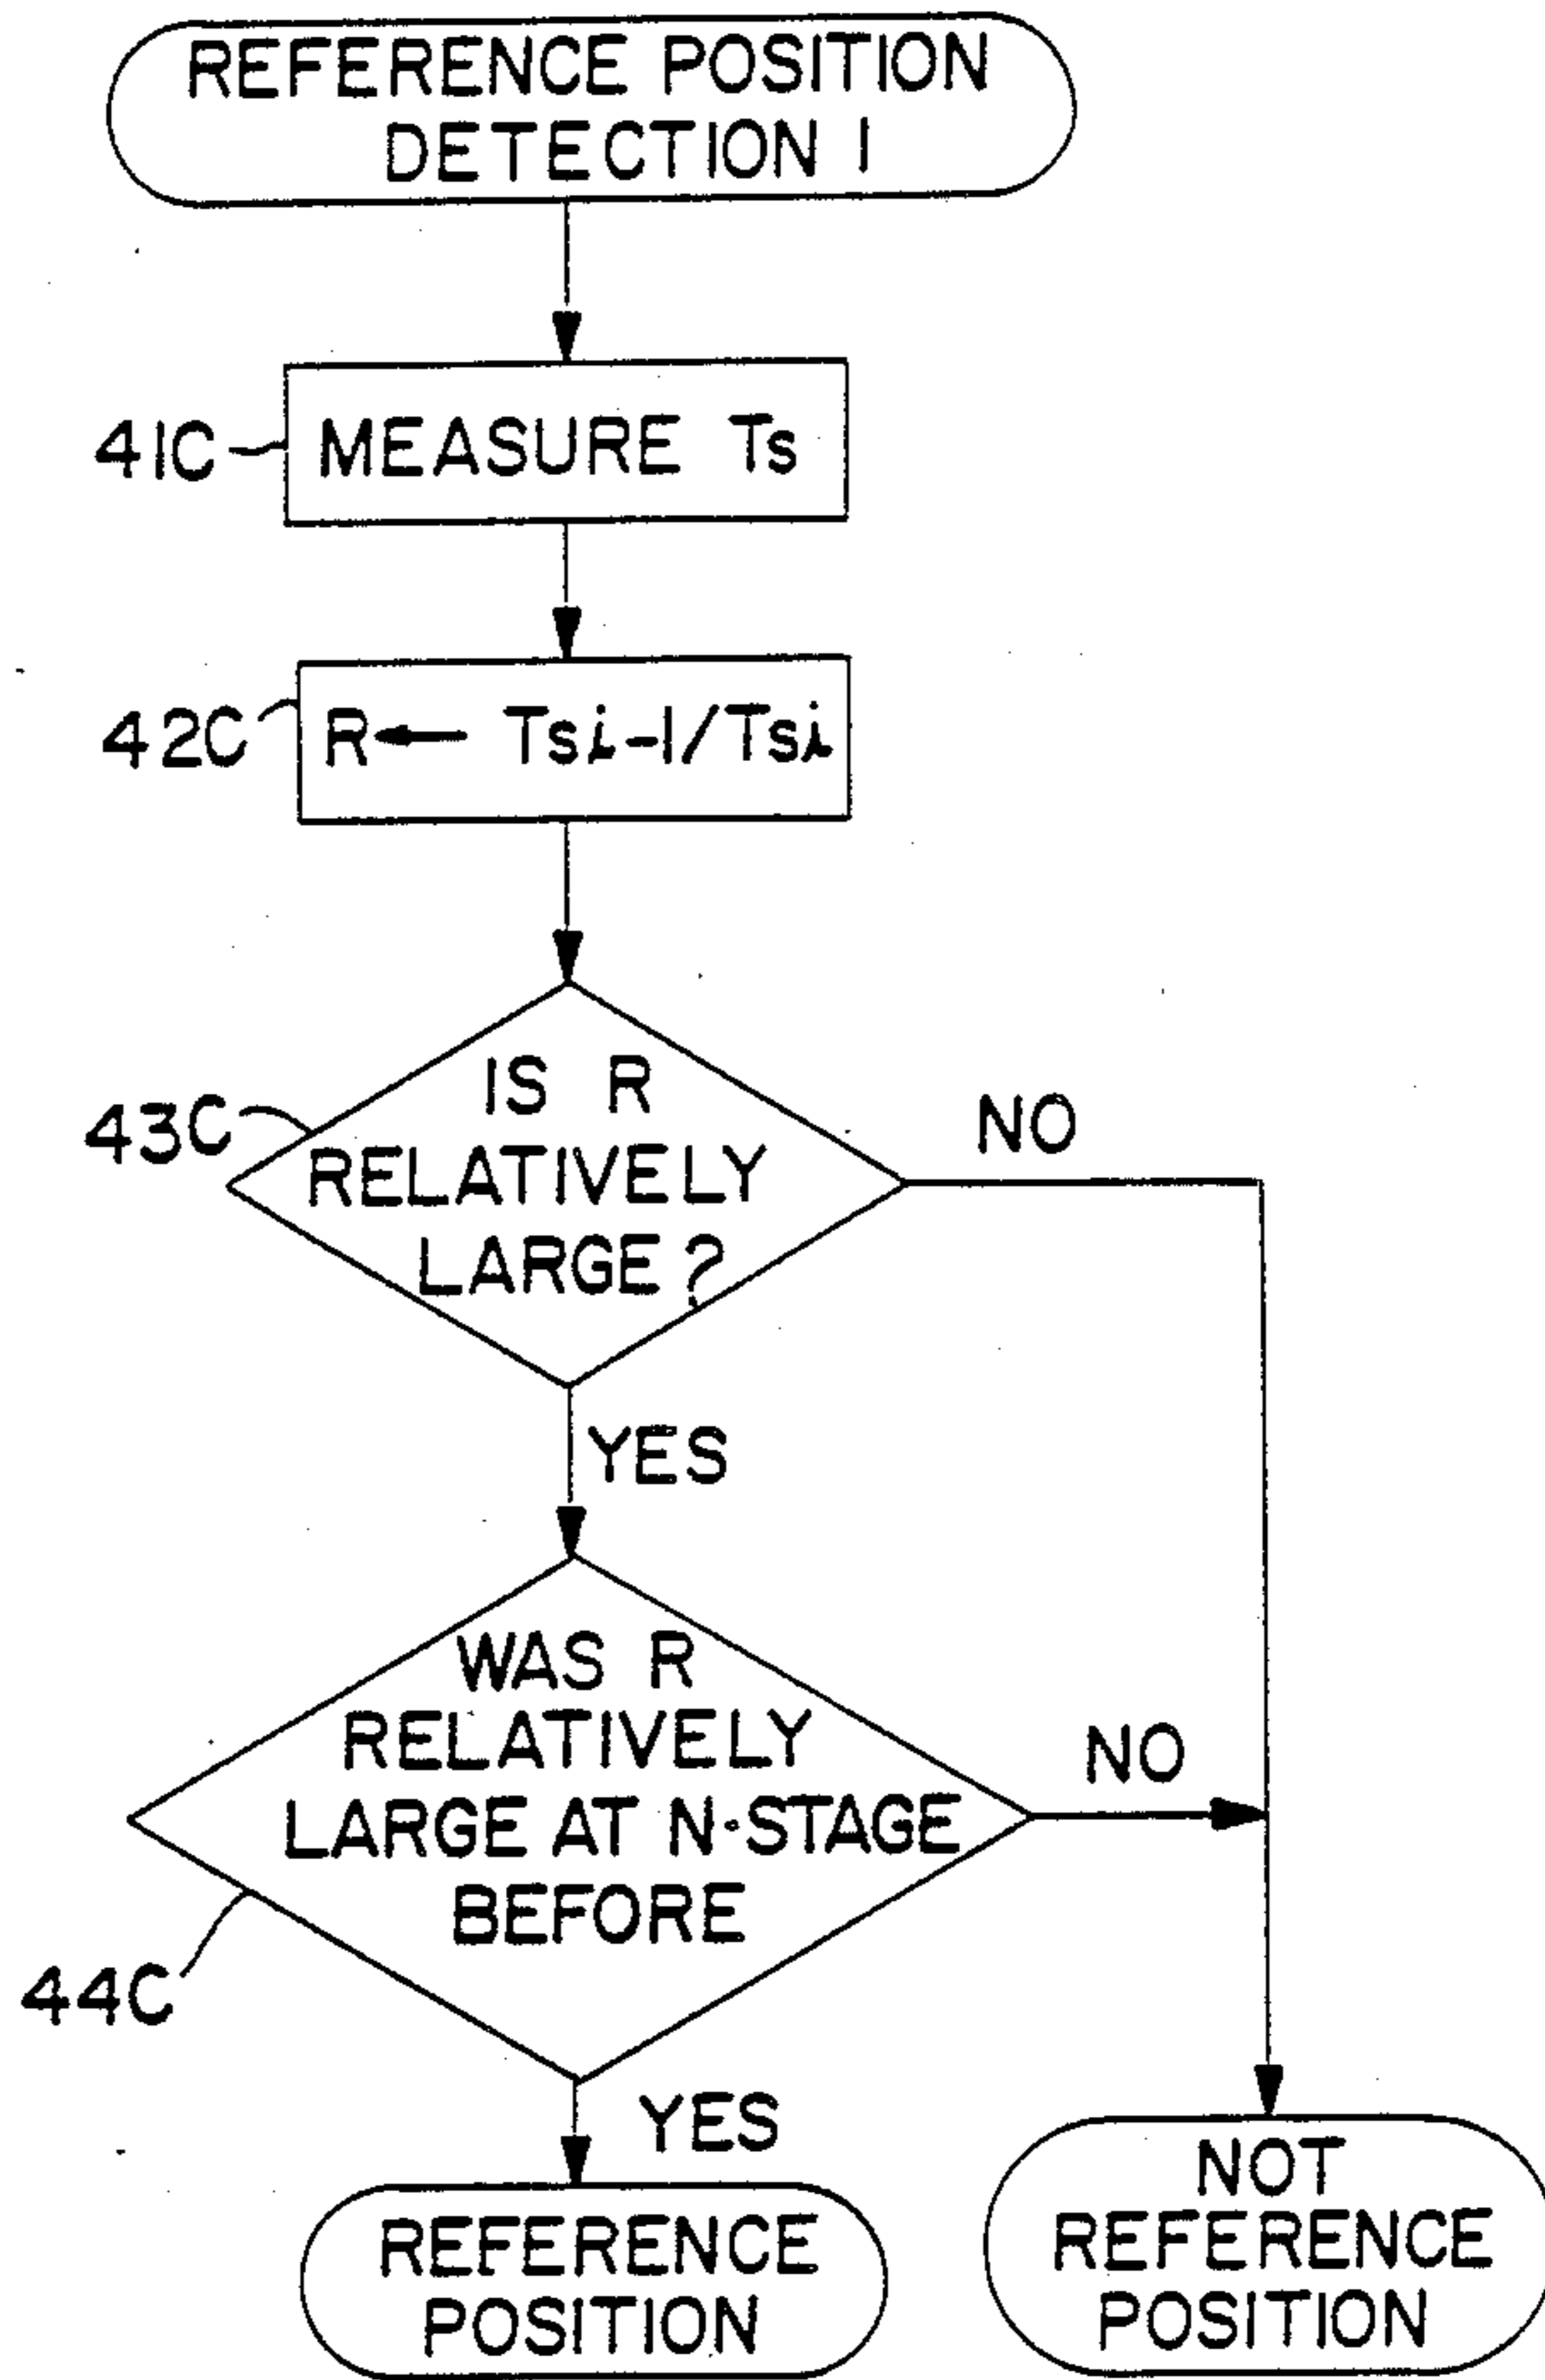 REFERENCE POSITION
DETECTION 1
41C
MEASURE Ts
42C
R ← Tsi-1/Tsi
43C
IS R
RELATIVELY
LARGE?
NO
YES
WAS R
RELATIVELY
LARGE AT N·STAGE
BEFORE
NO
44C
YES
REFERENCE
POSITION
NOT
REFERENCE
POSITION